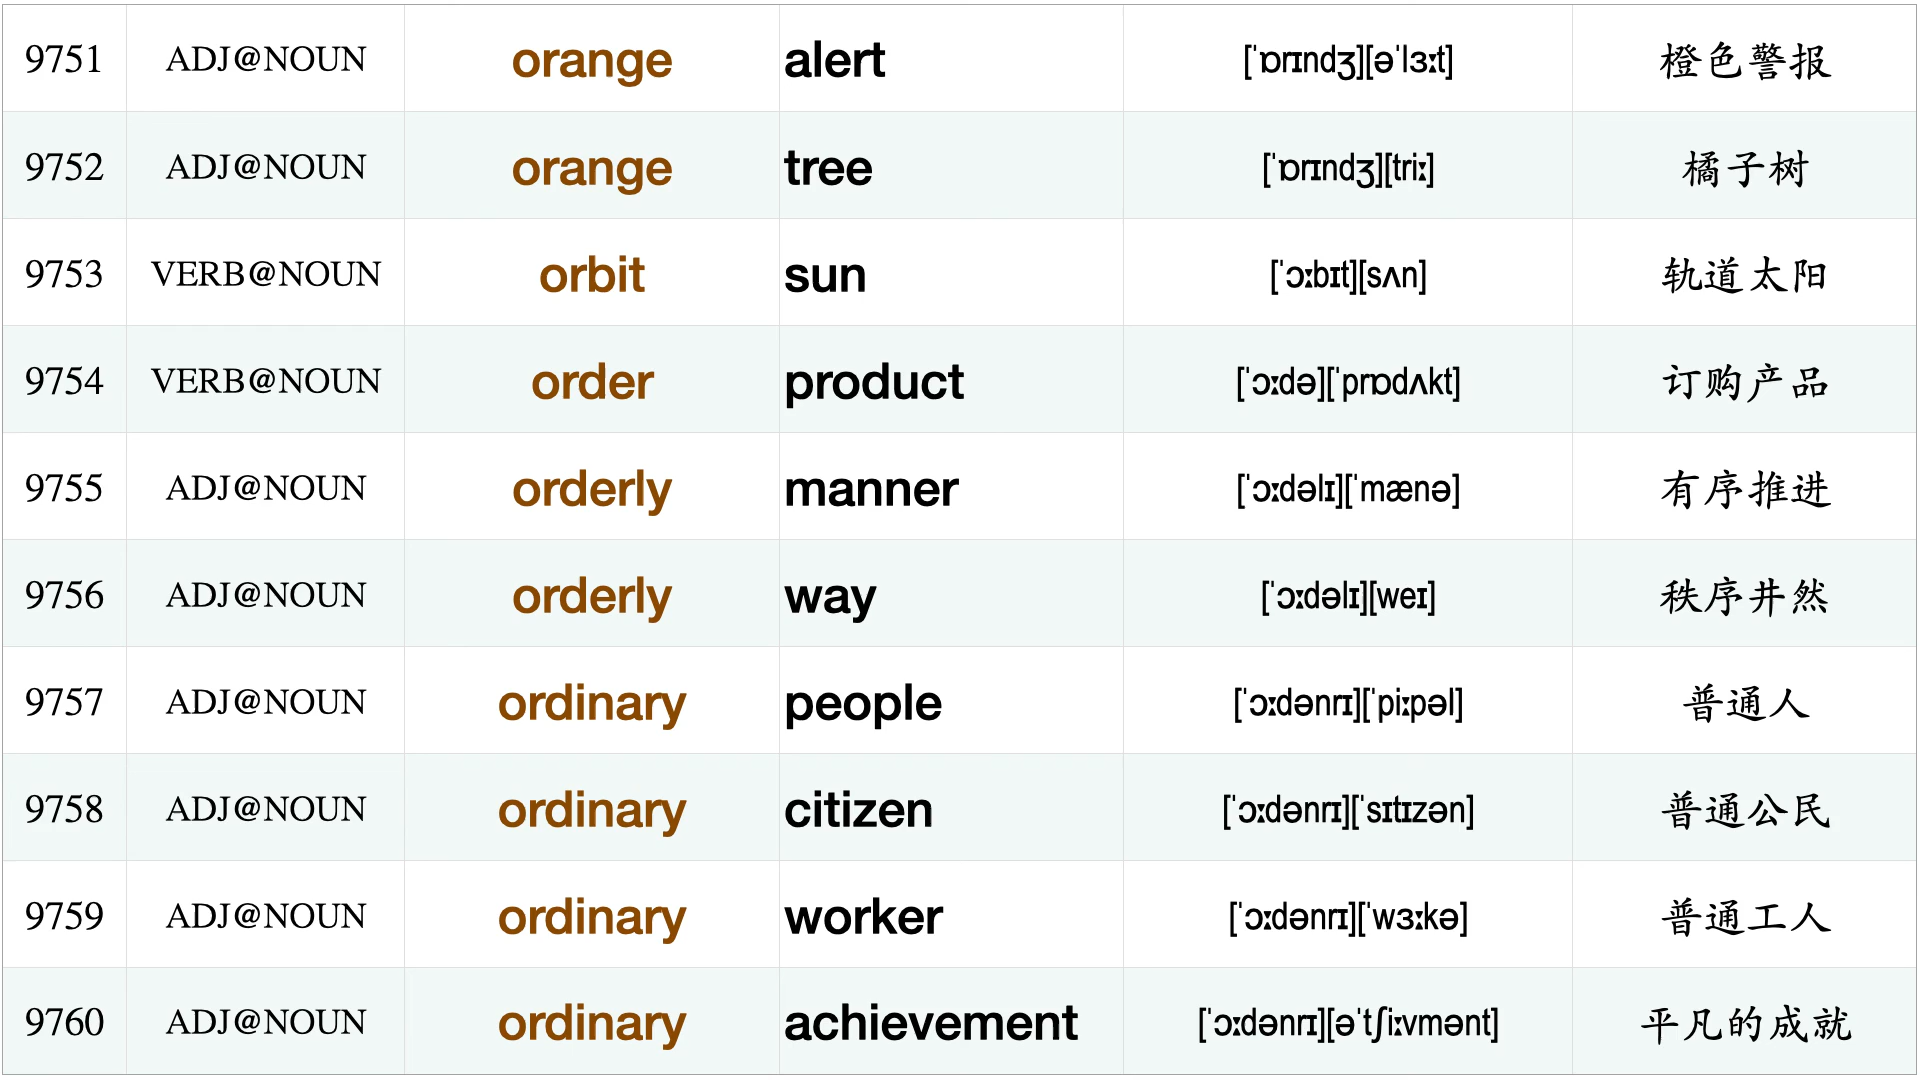 9751 ADJ@NOUN orange alert [ˈɒrɪndʒ][əˈlɜːt] 橙色警报
9752 ADJ@NOUN orange tree [ˈɒrɪndʒ][triː] 橘子树
9753 VERB@NOUN orbit sun [ˈɔːbɪt][sʌn] 轨道太阳
9754 VERB@NOUN order product [ˈɔːdə][ˈprɒdʌkt] 订购产品
9755 ADJ@NOUN orderly manner [ˈɔːdəlɪ][ˈmænə] 有序推进
9756 ADJ@NOUN orderly way [ˈɔːdəlɪ][weɪ] 秩序井然
9757 ADJ@NOUN ordinary people [ˈɔːdənrɪ][ˈpiːpəl] 普通人
9758 ADJ@NOUN ordinary citizen [ˈɔːdənrɪ][ˈsɪtɪzən] 普通公民
9759 ADJ@NOUN ordinary worker [ˈɔːdənrɪ][ˈwɜːkə] 普通工人
9760 ADJ@NOUN ordinary achievement [ˈɔːdənrɪ][əˈtʃiːvmənt] 平凡的成就